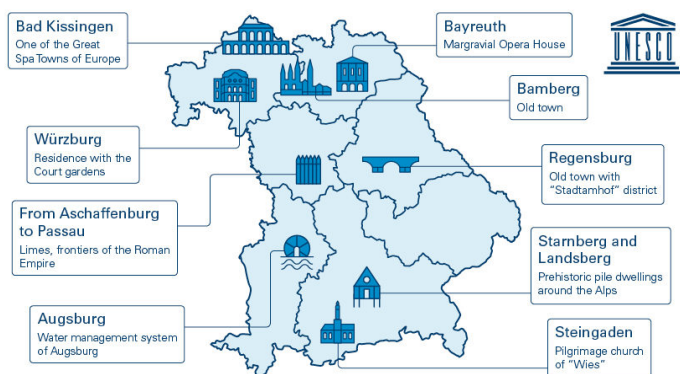 Bad Kissingen
One of the Great
Spa Towns of Europe
Bayreuth
Margravial Opera House
UNESCO
Bamberg
Old town
Würzburg
Residence with the
Court gardens
Regensburg
Old town with
"Stadtamhof" district
From Aschaffenburg
to Passau
Limes, frontiers of the Roman
Empire
Starnberg and
Landsberg
Prehistoric pile dwellings
around the Alps
Augsburg
Water management system
of Augsburg
Steingaden
Pilgrimage church
of "Wies"